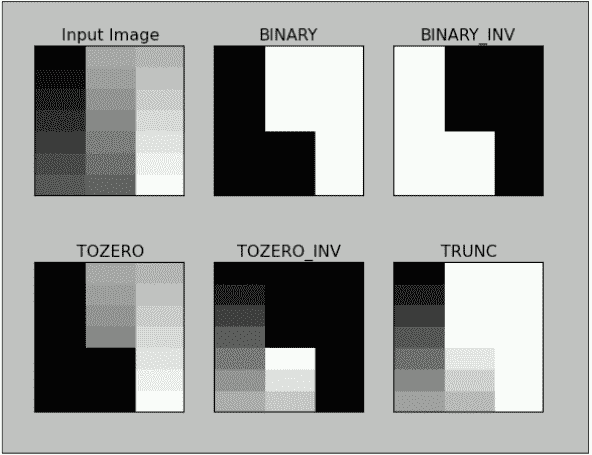 Input Image
BINARY
BINARY_INV
TOZERO
TOZERO_INV
TRUNC